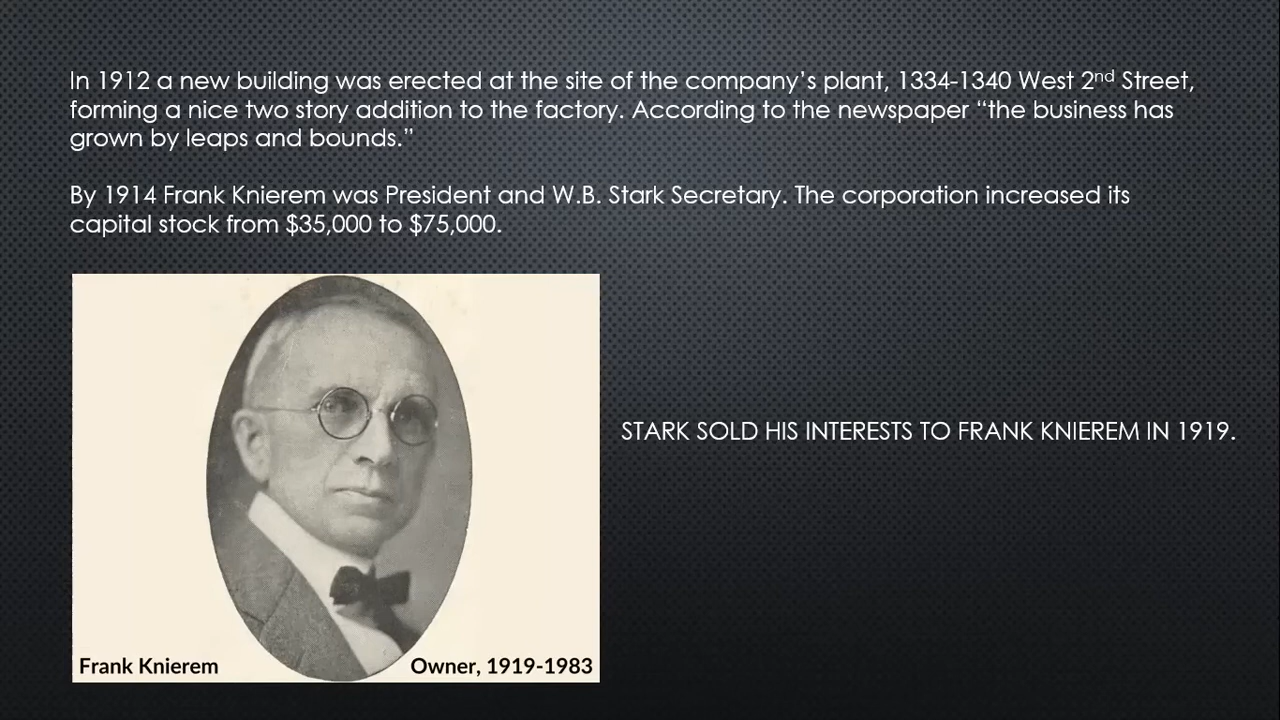 In 1912 a new building was erected at the site of the company’s plant, 1334-1340 West 2nd Street,
forming a nice two story addition to the factory. According to the newspaper “the business has
grown by leaps and bounds.”
By 1914 Frank Knierem was President and W.B. Stark Secretary. The corporation increased its
capital stock from $35,000 to $75,000.
STARK SOLD HIS INTERESTS TO FRANK KNIEREM IN 1919.
Frank Knierem Owner, 1919-1983